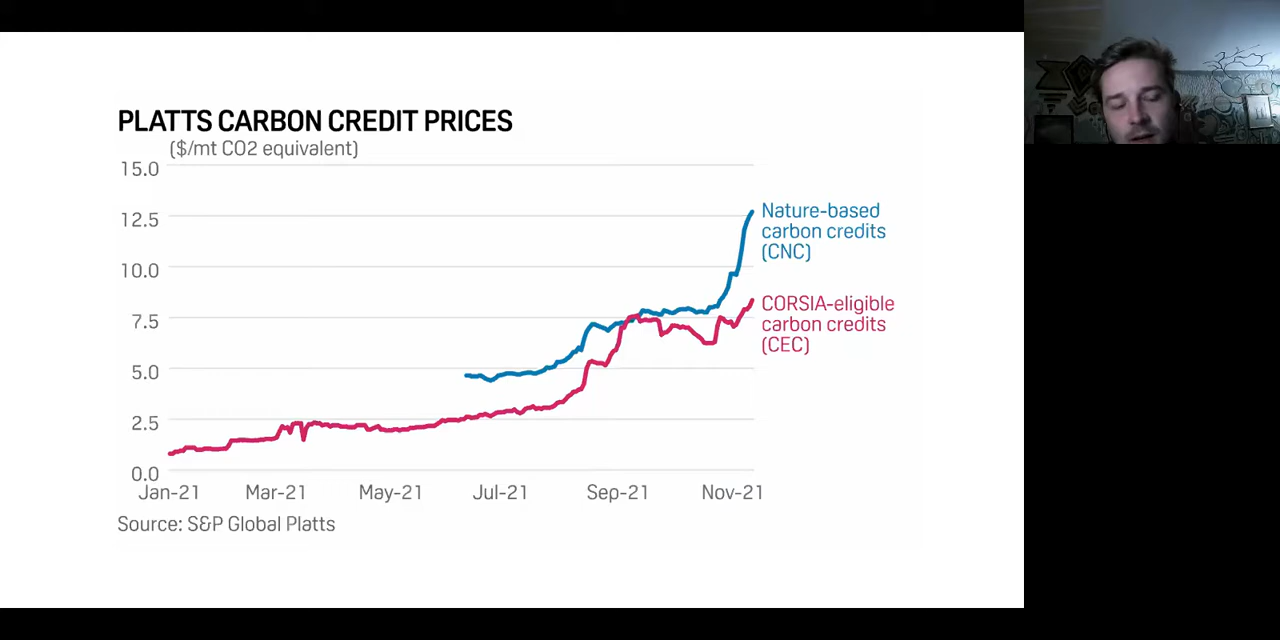 PLATTS CARBON CREDIT PRICES
($/mt CO2 equivalent)
15.0
12.5
10.0
7.5
5.0
2.5
0.0
Nature-based
carbon credits
(CNC)
CORSIA-eligible
carbon credits
(CEC)
Jan-21 Mar-21 May-21 Jul-21 Sep-21 Nov-21
Source: S&P Global Platts